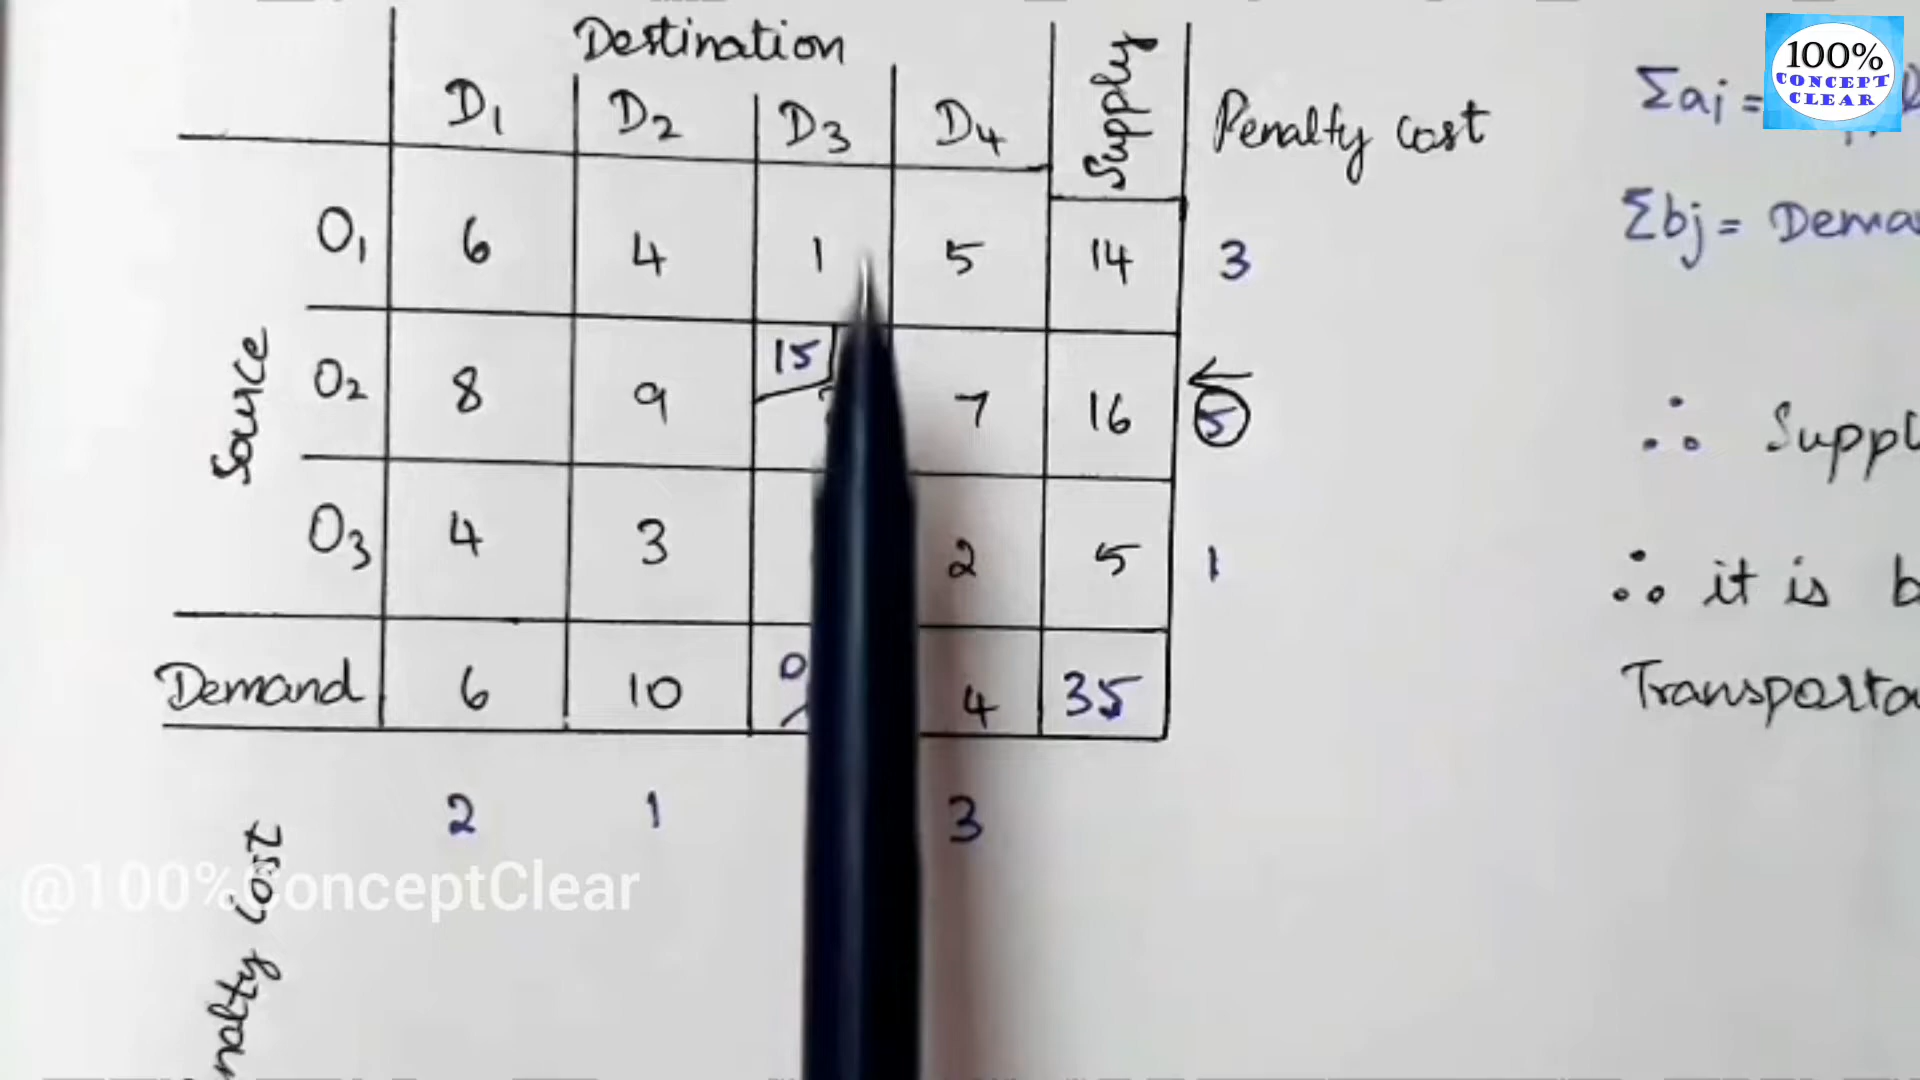 Destination
D1 D2 D3 D4 Supply Penalty cost
O1 6 4 1 5 14 3
Source
O2 8 9 15 7 16 5
O3 4 3 2 5 1
Demand 6 10 0 4 35
2 1 3
nalty cost
Σai =
Σbj = Dema
∴ Suppl
∴ it is b
Transporta
100%
CONCEPT
CLEAR
@100%ConceptClear